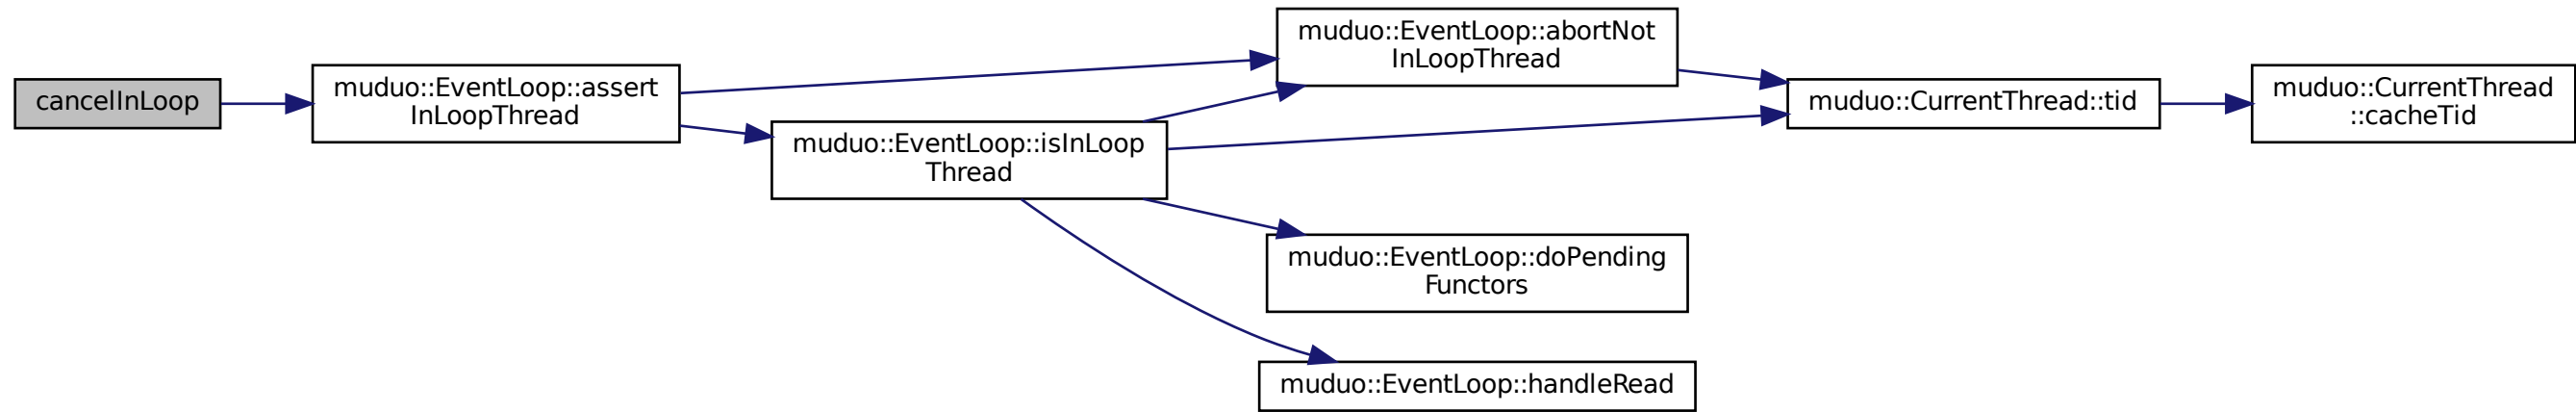 cancelInLoop
muduo::EventLoop::assert
InLoopThread
muduo::EventLoop::abortNot
InLoopThread
muduo::EventLoop::isInLoop
Thread
muduo::CurrentThread::tid
muduo::CurrentThread
::cacheTid
muduo::EventLoop::doPending
Functors
muduo::EventLoop::handleRead